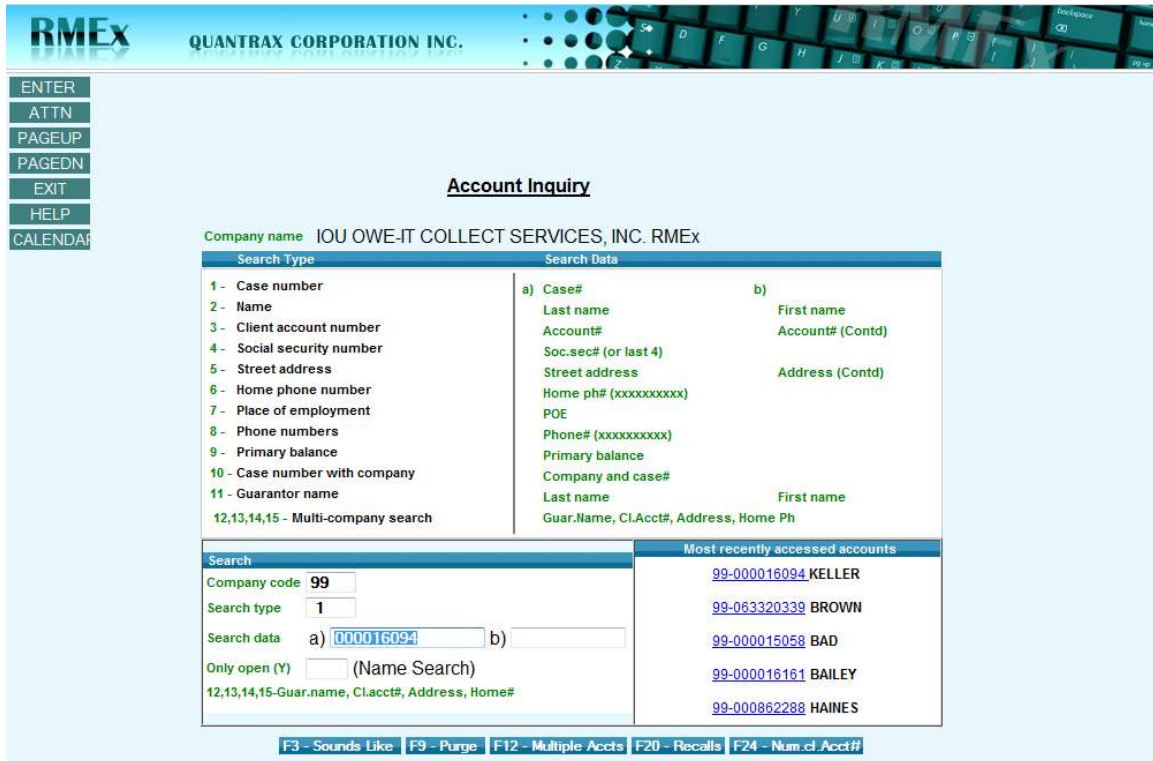 RMEx
QUANTRAX CORPORATION INC.
ENTER
ATTN
PAGEUP
PAGEDN
EXIT
HELP
CALENDAR
Account Inquiry
Company name IOU OWE-IT COLLECT SERVICES, INC. RMEx
Search Type Search Data
1 - Case number a) Case# b)
2 - Name Last name First name
3 - Client account number Account# Account# (Contd)
4 - Social security number Soc.sec# (or last 4)
5 - Street address Street address Address (Contd)
6 - Home phone number Home ph# (xxxxxxxxxx)
7 - Place of employment POE
8 - Phone numbers Phone# (xxxxxxxxxx)
9 - Primary balance Primary balance
10 - Case number with company Company and case#
11 - Guarantor name Last name First name
12,13,14,15 - Multi-company search Guar.Name, Cl.Acct#, Address, Home Ph
Search
Company code 99
Search type 1
Search data a) 000016094 b)
Only open (Y) (Name Search)
12,13,14,15-Guar.name, Cl.acct#, Address, Home#
Most recently accessed accounts
99-000016094 KELLER
99-063320339 BROWN
99-000015058 BAD
99-000016161 BAILEY
99-000862288 HAINES
F3 - Sounds Like F9 - Purge F12 - Multiple Accts F20 - Recalls F24 - Num.cl.Acct#